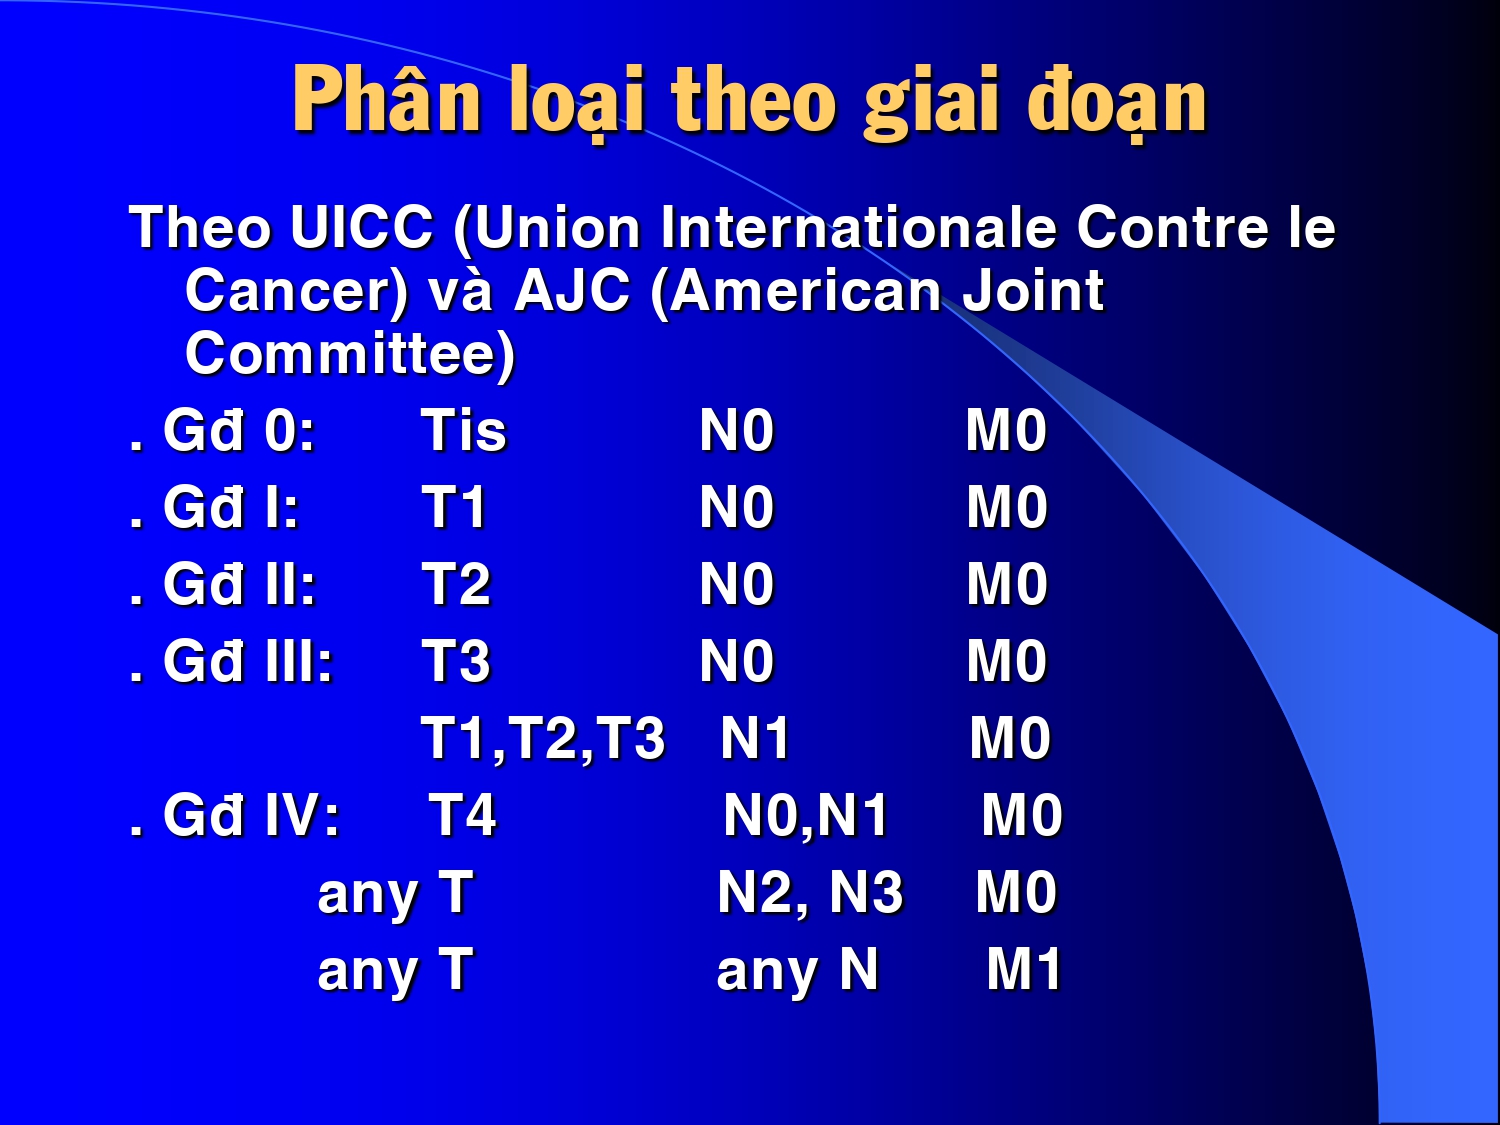 Phân loại theo giai đoạn
Theo UICC (Union Internationale Contre le
Cancer) và AJC (American Joint
Committee)
. Gđ 0: Tis N0 M0
. Gđ I: T1 N0 M0
. Gđ II: T2 N0 M0
. Gđ III: T3 N0 M0
T1,T2,T3 N1 M0
. Gđ IV: T4 N0,N1 M0
any T N2, N3 M0
any T any N M1